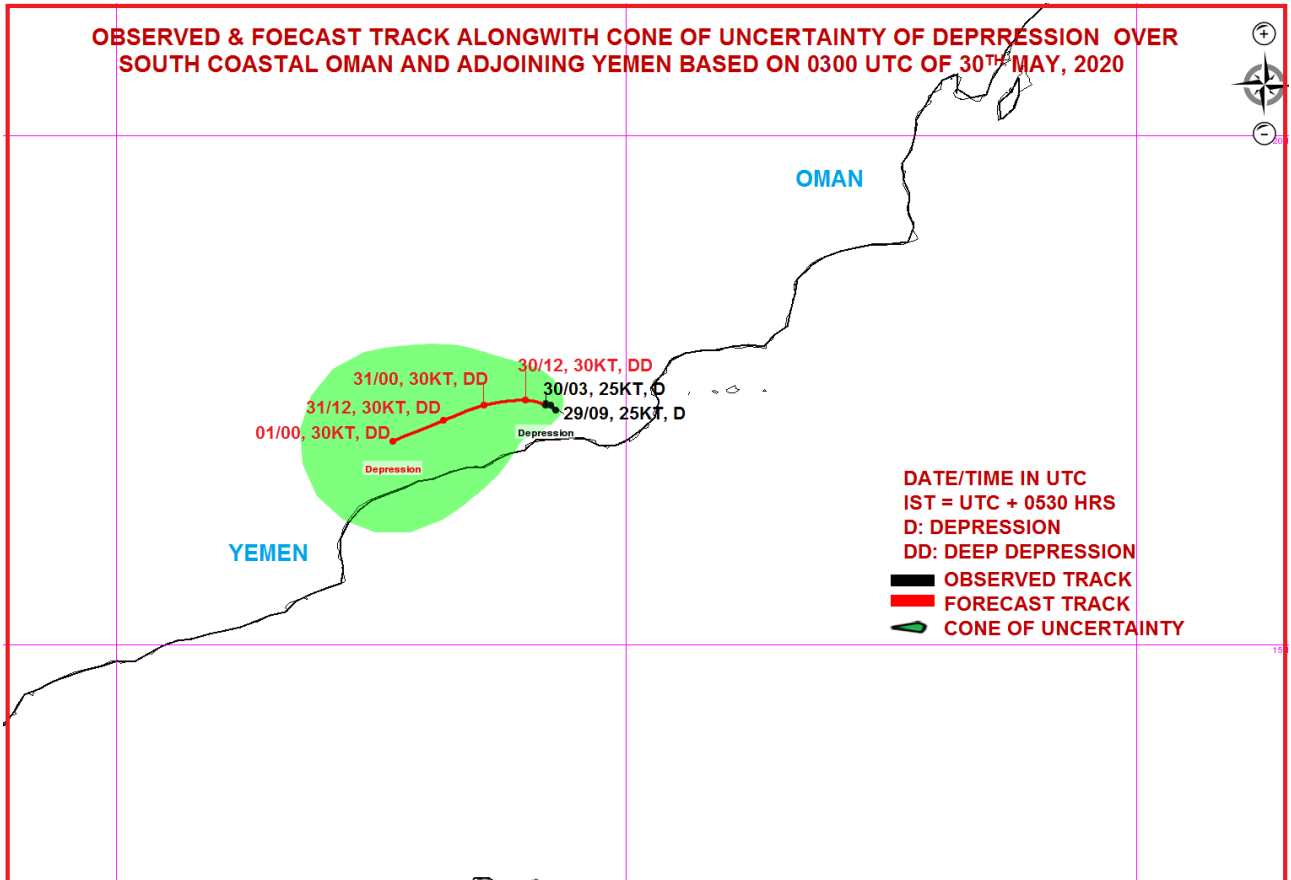 OBSERVED & FOECAST TRACK ALONGWITH CONE OF UNCERTAINTY OF DEPRRESSION OVER
SOUTH COASTAL OMAN AND ADJOINING YEMEN BASED ON 0300 UTC OF 30TH MAY, 2020
OMAN
30/12, 30KT, DD
31/00, 30KT, DD
30/03, 25KT, D
31/12, 30KT, DD
29/09, 25KT, D
01/00, 30KT, DD
Depression
Depression
YEMEN
DATE/TIME IN UTC
IST = UTC + 0530 HRS
D: DEPRESSION
DD: DEEP DEPRESSION
OBSERVED TRACK
FORECAST TRACK
CONE OF UNCERTAINTY